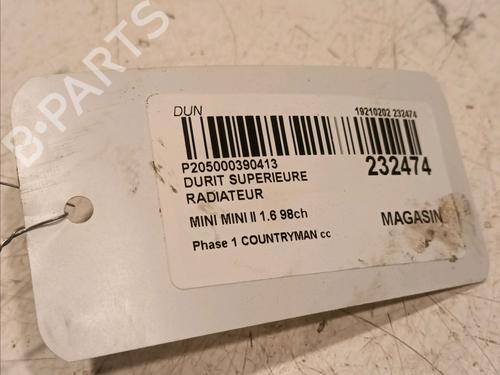 B-PARTS
DUN
19210202 232474
P205000390413
232474
DURIT SUPERIEURE
RADIATEUR
MINI MINI II 1.6 98ch
MAGASIN
Phase 1 COUNTRYMAN cc